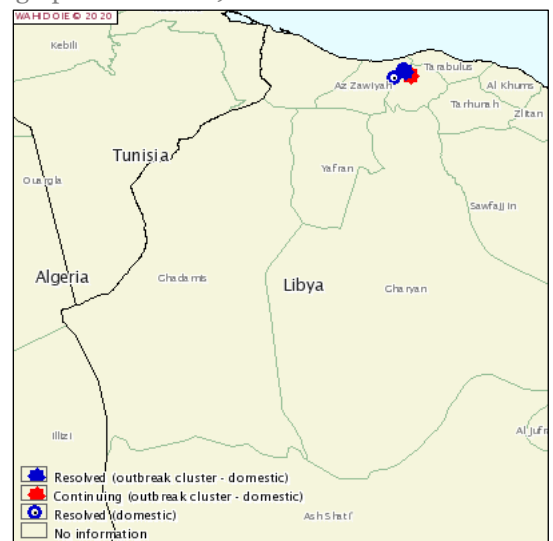 WAHID OIE © 2020
Kebili
Tarabulus
Az Zawiyah
Al Khums
Tarhunah
Zlitan
Tunisia
Yafran
Ouargla
Sawfajjin
Algeria
Ghadamis
Libya
Gharyan
Al Jufr
Illizi
Resolved (outbreak cluster - domestic)
Continuing (outbreak cluster - domestic)
Resolved (domestic)
Ash Shati'
No information